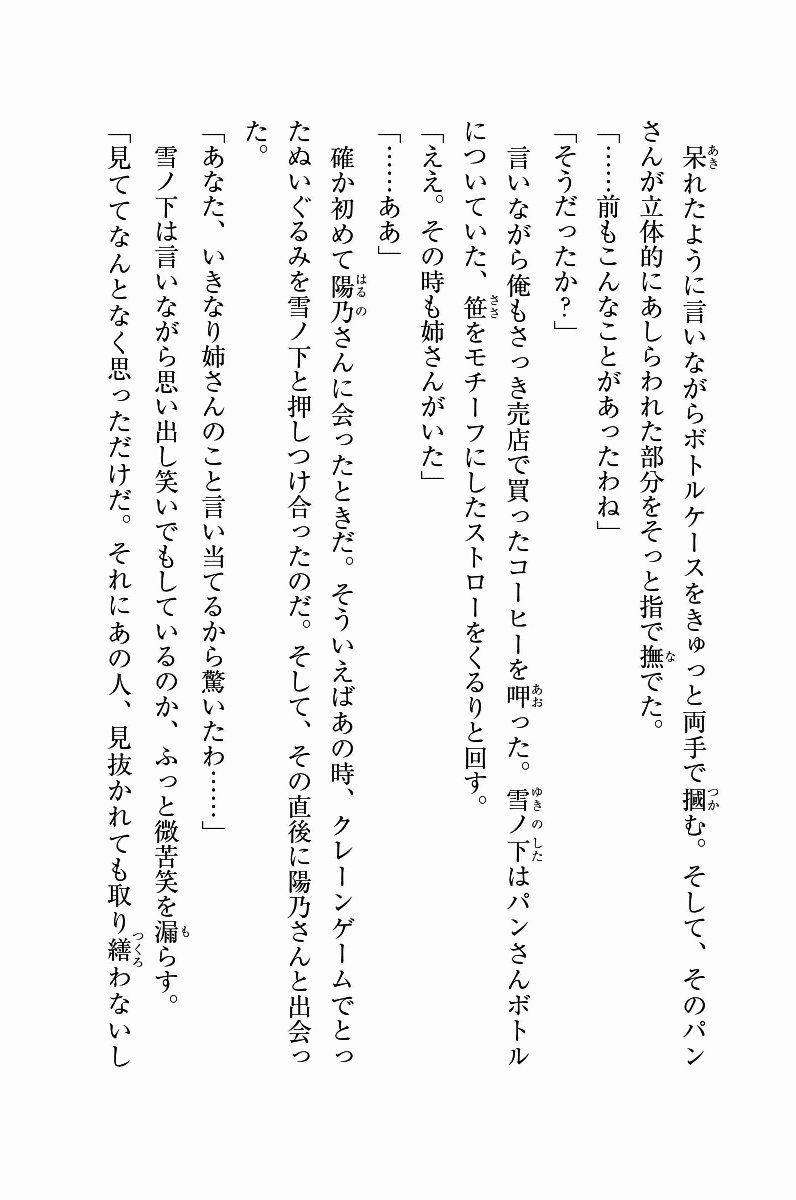 呆れたように言いながらボトルケースをきゅっと両手で摑む。そして、そのパン
さんが立体的にあしらわれた部分をそっと指で撫でた。
「……前もこんなことがあったわね」
「そうだったか?」
言いながら俺もさっき売店で買ったコーヒーを呷った。雪ノ下はパンさんボトル
についていた、笹をモチーフにしたストローをくるりと回す。
「ええ。その時も姉さんがいた」
「……ああ」
確か初めて陽乃さんに会ったときだ。そういえばあの時、クレーンゲームでとっ
たぬいぐるみを雪ノ下と押しつけ合ったのだ。そして、その直後に陽乃さんと出会っ
た。
「あなた、いきなり姉さんのこと言い当てるから驚いたわ……」
雪ノ下は言いながら思い出し笑いでもしているのか、ふっと微苦笑を漏らす。
「見ててなんとなく思っただけだ。それにあの人、見抜かれても取り繕わないし